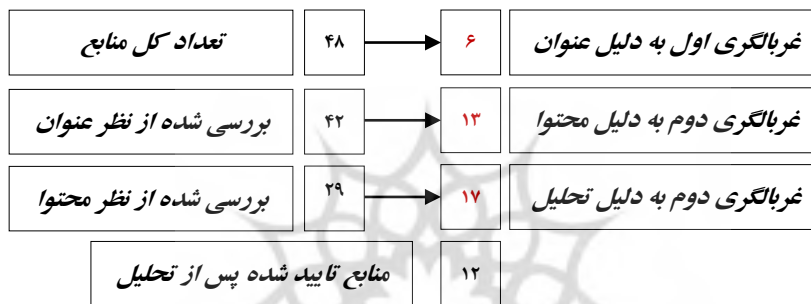 تعداد کل منابع ۴۸ ۶ غربالگری اول به دلیل عنوان
بررسی شده از نظر عنوان ۴۲ ۱۳ غربالگری دوم به دلیل محتوا
بررسی شده از نظر محتوا ۲۹ ۱۷ غربالگری دوم به دلیل تحلیل
منابع تایید شده پس از تحلیل ۱۲